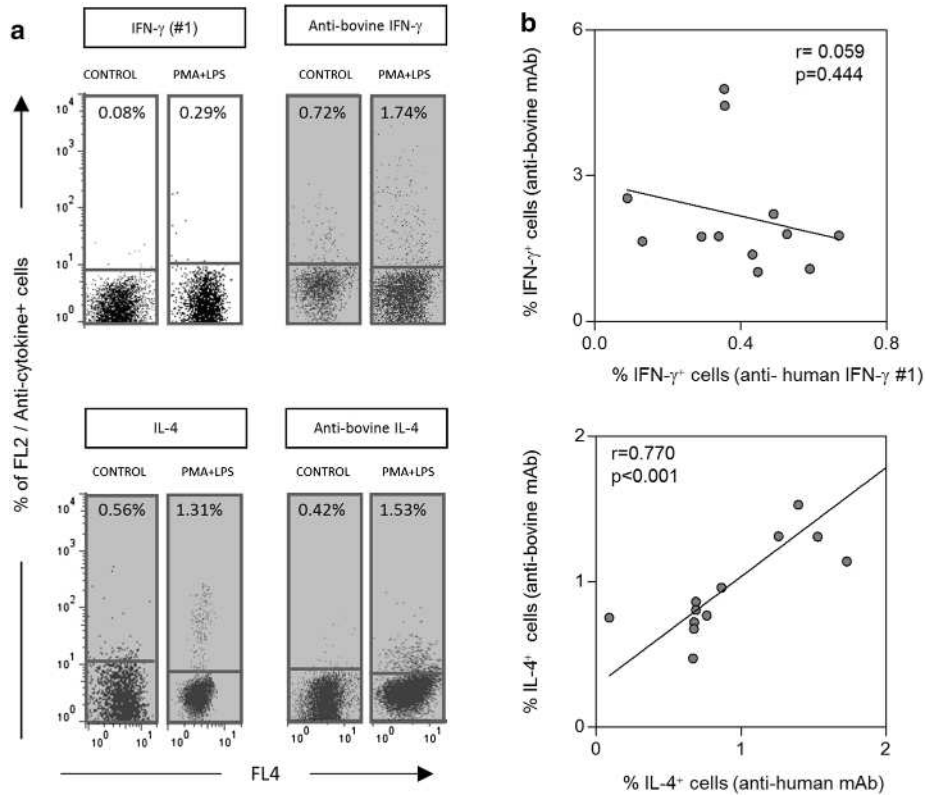 a
IFN-γ (#1)
Anti-bovine IFN-γ
CONTROL
PMA+LPS
CONTROL
PMA+LPS
0.08%
0.29%
0.72%
1.74%
10⁴
10³
10²
10¹
10⁰
% of FL2 / Anti-cytokine+ cells
IL-4
Anti-bovine IL-4
CONTROL
PMA+LPS
CONTROL
PMA+LPS
0.56%
1.31%
0.42%
1.53%
10⁴
10³
10²
10¹
10⁰
10⁰ 10¹
10⁰ 10¹
10⁰ 10¹
10⁰ 10¹
FL4
b
r= 0.059
p=0.444
6
3
0
0.0 0.4 0.8
% IFN-γ⁺ cells (anti-bovine mAb)
% IFN-γ⁺ cells (anti- human IFN-γ #1)
r=0.770
p<0.001
2
1
0
0 1 2
% IL-4⁺ cells (anti-bovine mAb)
% IL-4⁺ cells (anti-human mAb)